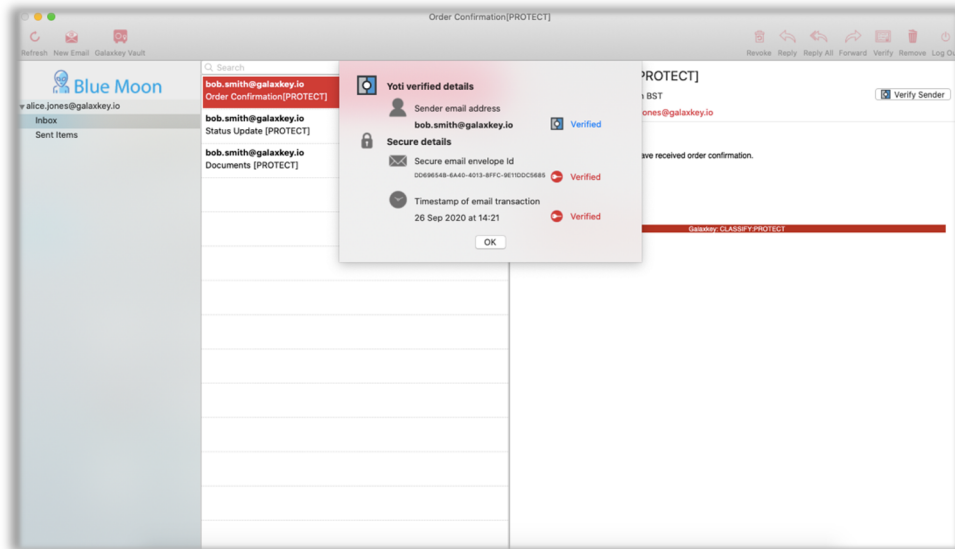 Order Confirmation[PROTECT]
Refresh New Email Galaxkey Vault
Revoke Reply Reply All Forward Verify Remove Log Ou
Blue Moon
alice.jones@galaxkey.io
Inbox
Sent Items
Search
bob.smith@galaxkey.io
Order Confirmation[PROTECT]
bob.smith@galaxkey.io
Status Update [PROTECT]
bob.smith@galaxkey.io
Documents [PROTECT]
Yoti verified details
Sender email address
bob.smith@galaxkey.io Verified
Secure details
Secure email envelope Id
DD69654B-6A40-4013-8FFC-9E11DDC5685 Verified
Timestamp of email transaction
26 Sep 2020 at 14:21 Verified
OK
PROTECT]
BST
Verify Sender
ones@galaxkey.io
ave received order confirmation.
Galaxkey: CLASSIFY:PROTECT